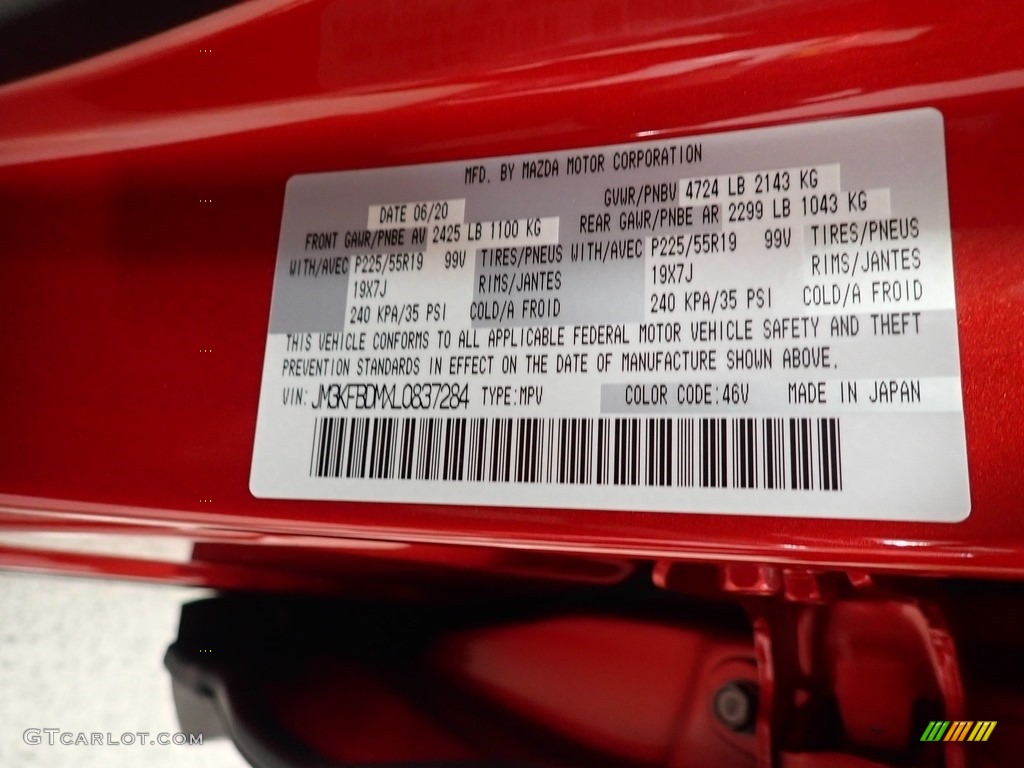 MFD. BY MAZDA MOTOR CORPORATION
DATE 06/20 GVWR/PNBV 4724 LB 2143 KG
FRONT GAWR/PNBE AV 2425 LB 1100 KG REAR GAWR/PNBE AR 2299 LB 1043 KG
WITH/AVEC P225/55R19 99V TIRES/PNEUS WITH/AVEC P225/55R19 99V TIRES/PNEUS
19X7J RIMS/JANTES 19X7J RIMS/JANTES
240 KPA/35 PSI COLD/A FROID 240 KPA/35 PSI COLD/A FROID
THIS VEHICLE CONFORMS TO ALL APPLICABLE FEDERAL MOTOR VEHICLE SAFETY AND THEFT
PREVENTION STANDARDS IN EFFECT ON THE DATE OF MANUFACTURE SHOWN ABOVE.
VIN: JM3KFBDMXL0837284 TYPE:MPV COLOR CODE:46V MADE IN JAPAN
GTCARLOT.COM